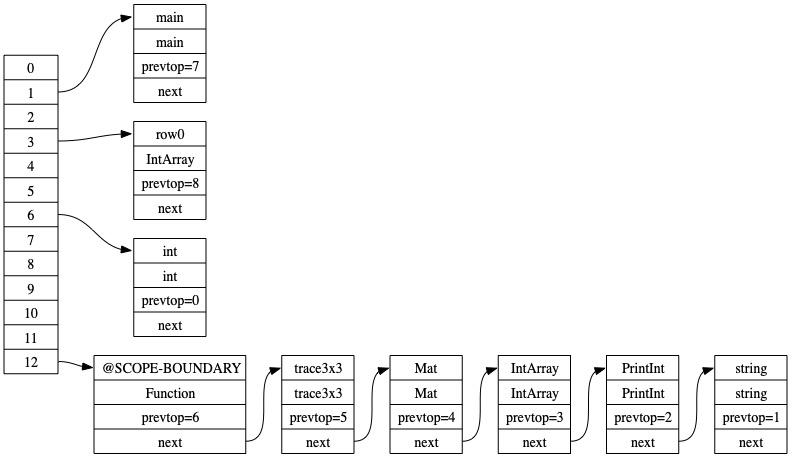 0
1
2
3
4
5
6
7
8
9
10
11
12
main
main
prevtop=7
next
row0
IntArray
prevtop=8
next
int
int
prevtop=0
next
@SCOPE-BOUNDARY
Function
prevtop=6
next
trace3x3
trace3x3
prevtop=5
next
Mat
Mat
prevtop=4
next
IntArray
IntArray
prevtop=3
next
PrintInt
PrintInt
prevtop=2
next
string
string
prevtop=1
next